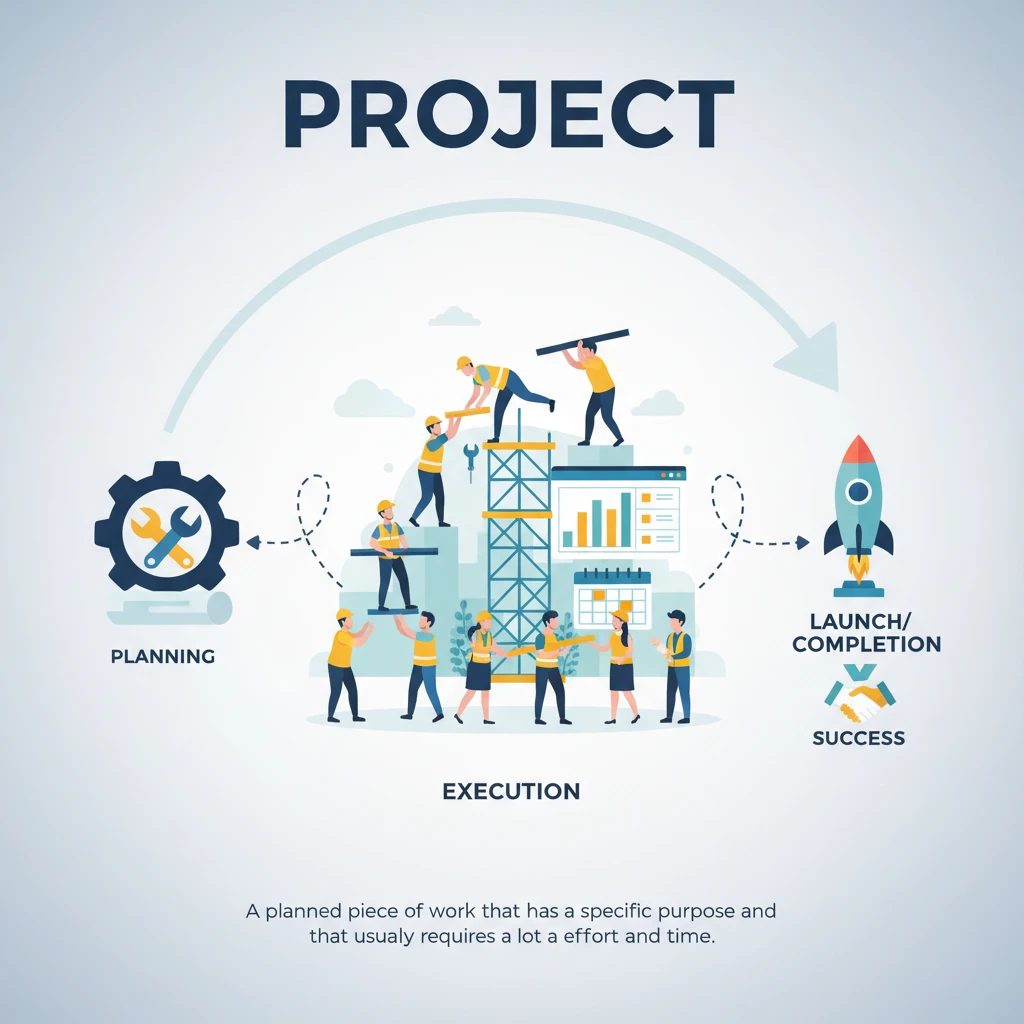 PROJECT
PLANNING
LAUNCH/
COMPLETION
SUCCESS
EXECUTION
A planned piece of work that has a specific purpose and
that usualy requires a lot a effort and time.